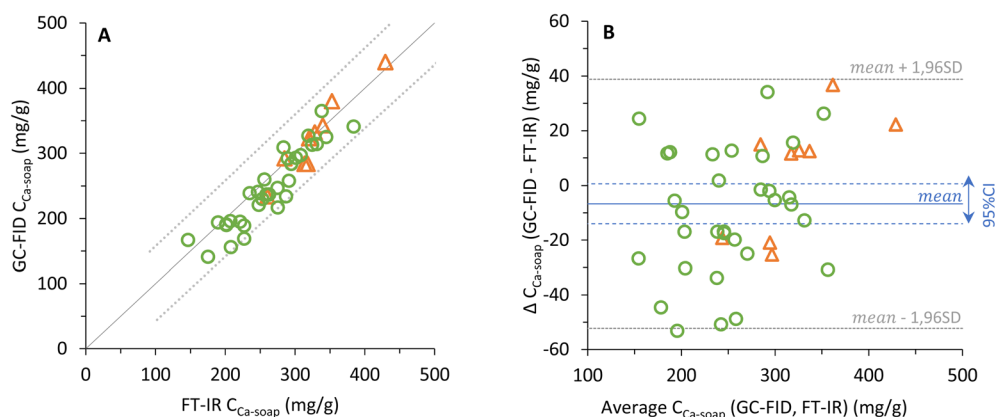 A
500
400
300
200
100
0
GC-FID C_Ca-soap (mg/g)
0 100 200 300 400 500
FT-IR C_Ca-soap (mg/g)
B
60
40
20
0
-20
-40
-60
Δ C_Ca-soap (GC-FID - FT-IR) (mg/g)
mean + 1,96SD
mean
95%CI
mean - 1,96SD
100 200 300 400 500
Average C_Ca-soap (GC-FID, FT-IR) (mg/g)